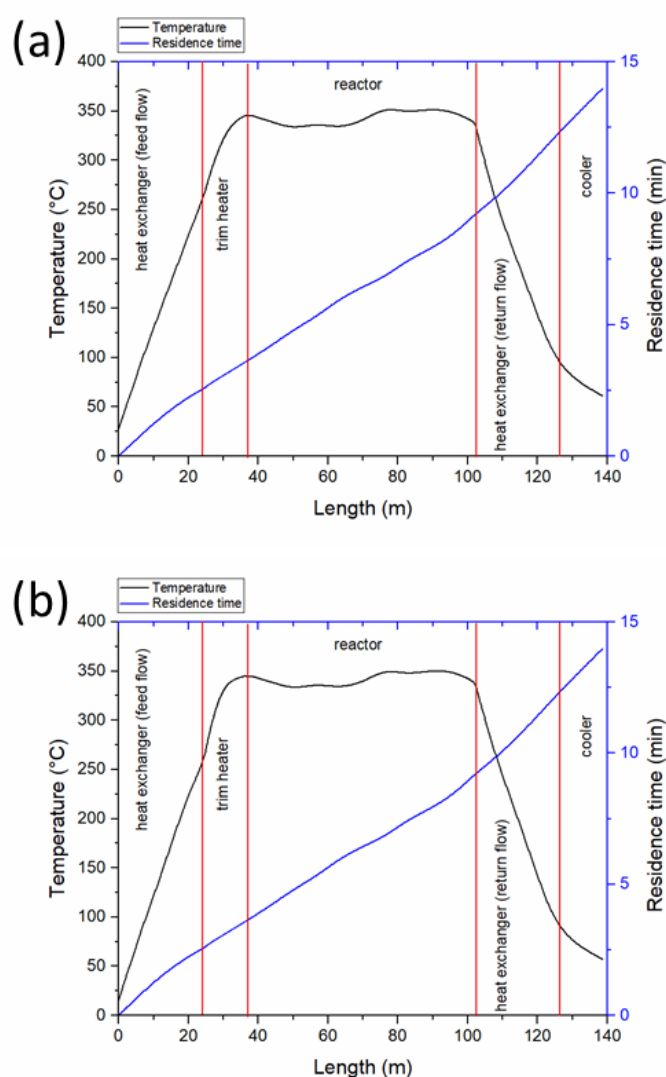 (a)
Temperature
Residence time
400
350
300
250
200
150
100
50
0
Temperature (°C)
heat exchanger (feed flow)
trim heater
reactor
heat exchanger (return flow)
cooler
15
10
5
0
Residence time (min)
0 20 40 60 80 100 120 140
Length (m)
(b)
Temperature
Residence time
400
350
300
250
200
150
100
50
0
Temperature (°C)
heat exchanger (feed flow)
trim heater
reactor
heat exchanger (return flow)
cooler
15
10
5
0
Residence time (min)
0 20 40 60 80 100 120 140
Length (m)